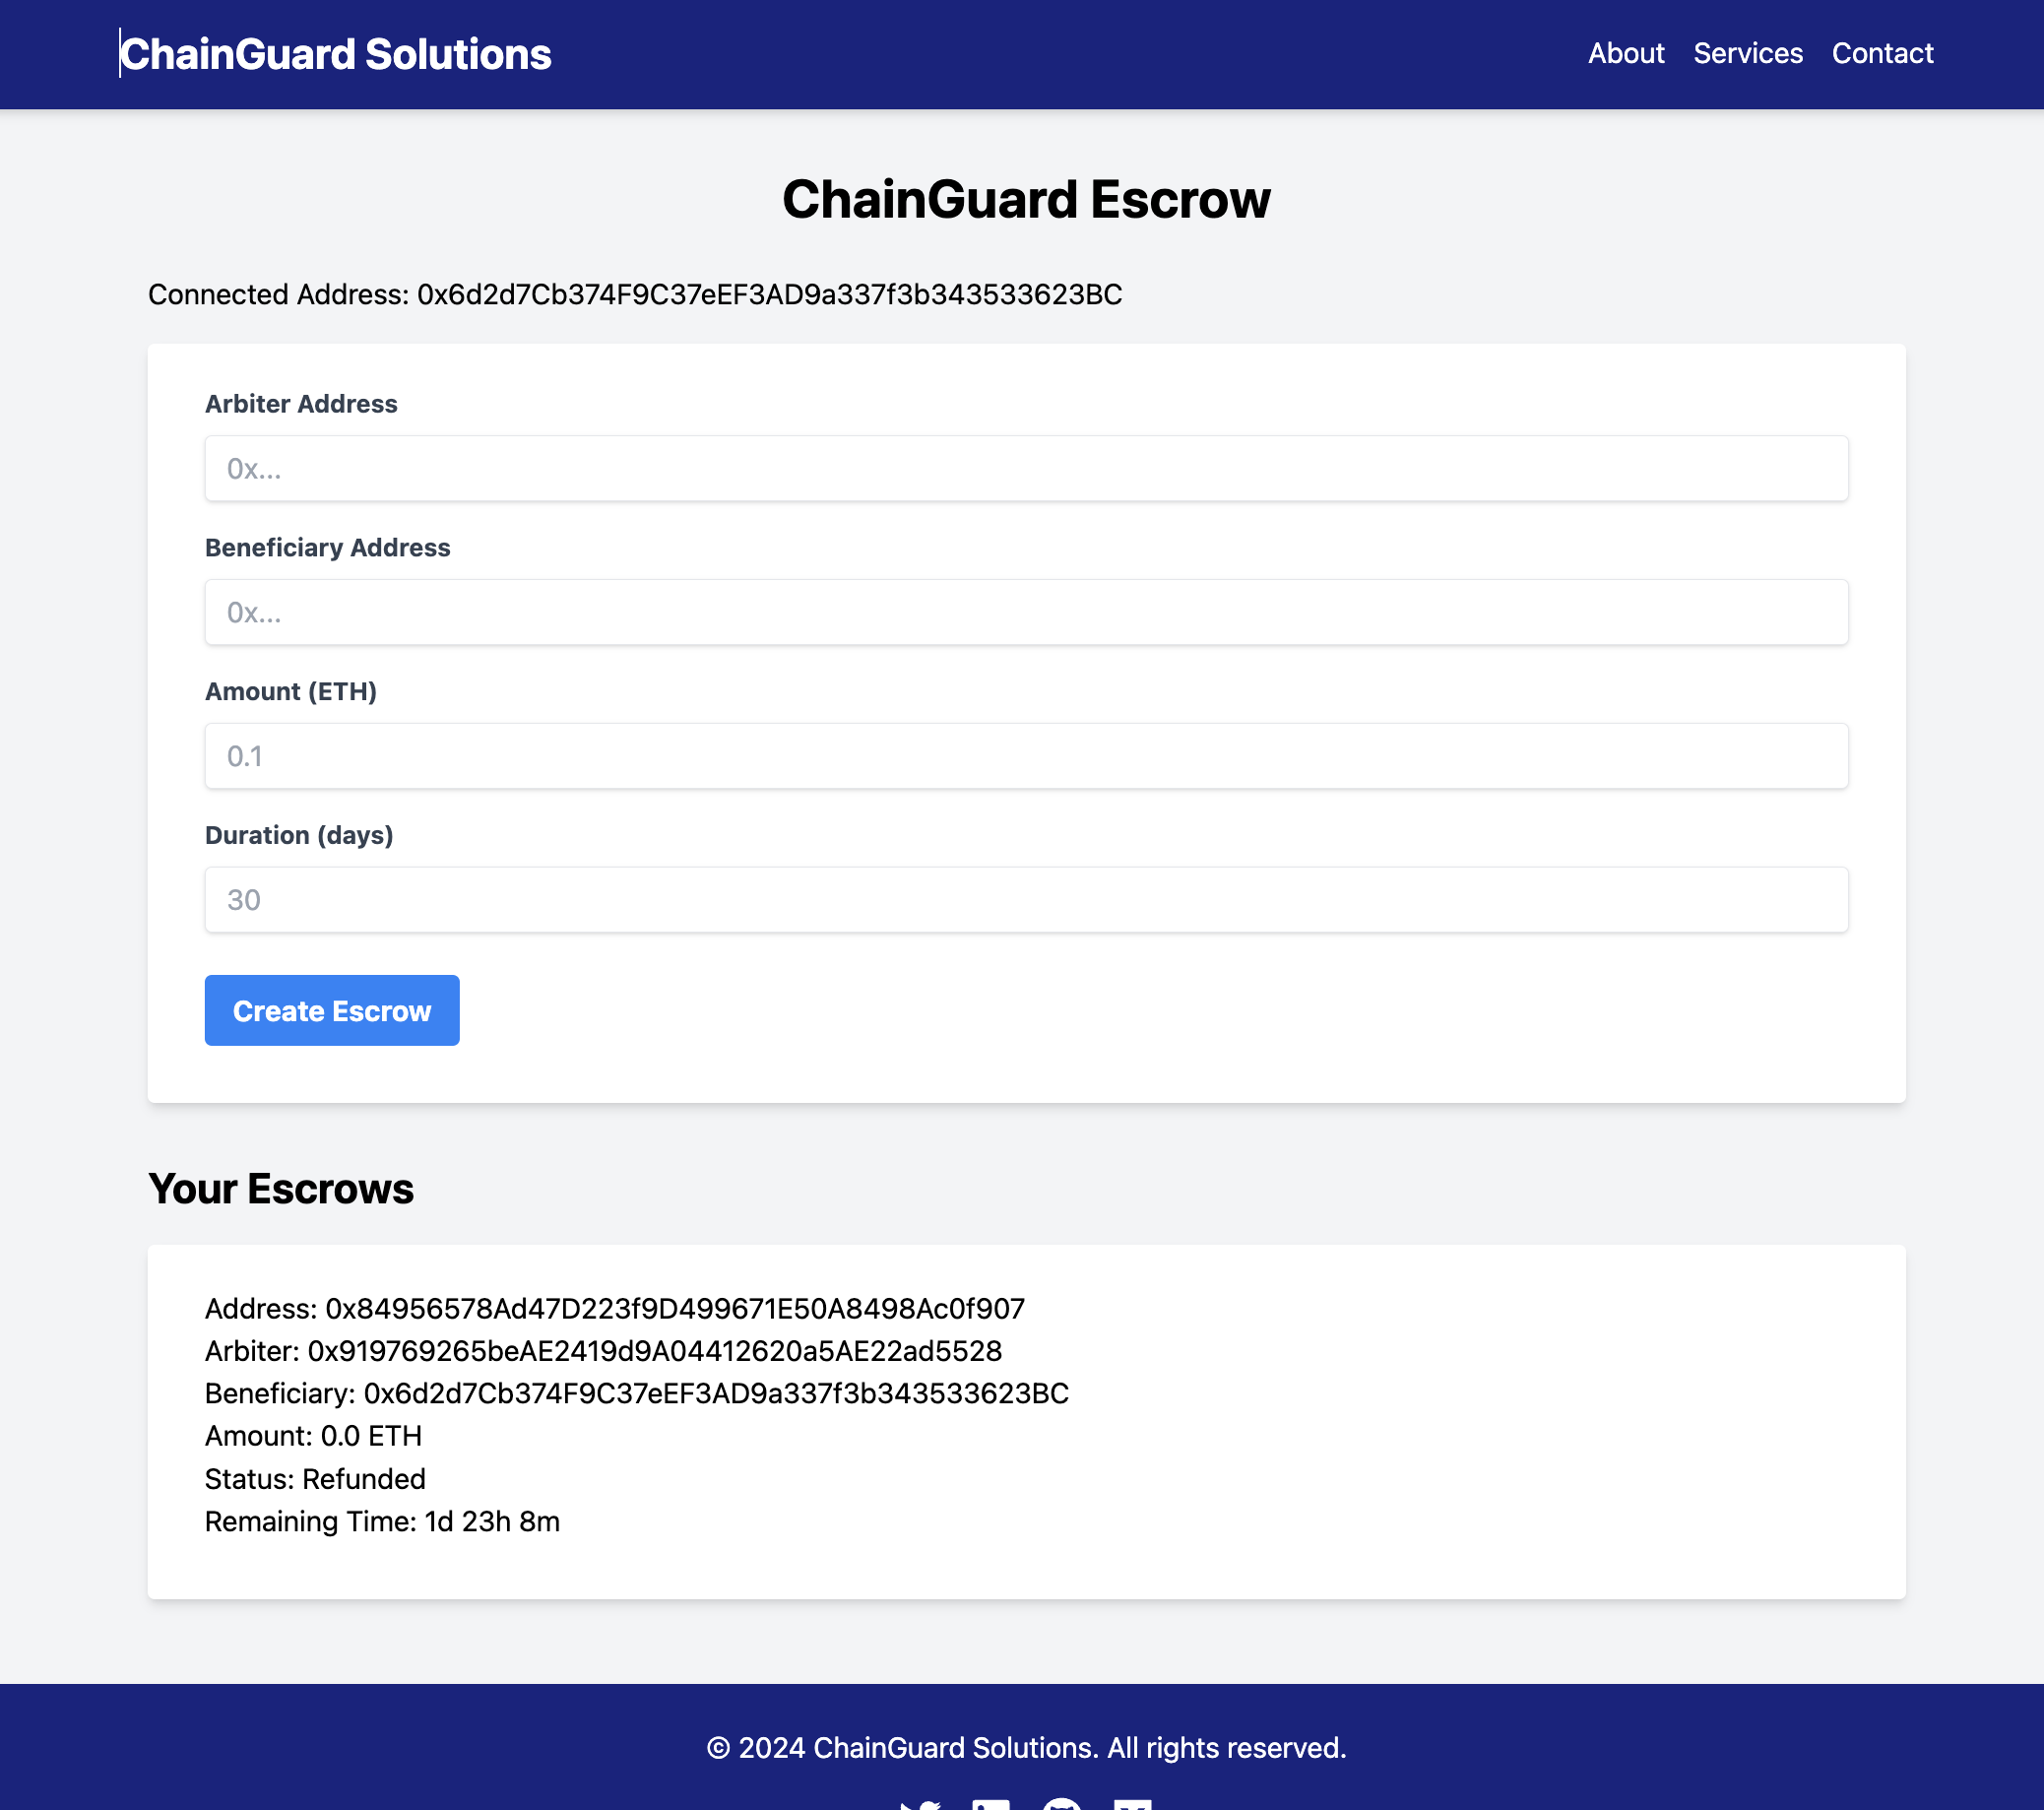 ChainGuard Solutions
About Services Contact
ChainGuard Escrow
Connected Address: 0x6d2d7Cb374F9C37eEF3AD9a337f3b343533623BC
Arbiter Address
0x...
Beneficiary Address
0x...
Amount (ETH)
0.1
Duration (days)
30
Create Escrow
Your Escrows
Address: 0x84956578Ad47D223f9D499671E50A8498Ac0f907
Arbiter: 0x919769265beAE2419d9A04412620a5AE22ad5528
Beneficiary: 0x6d2d7Cb374F9C37eEF3AD9a337f3b343533623BC
Amount: 0.0 ETH
Status: Refunded
Remaining Time: 1d 23h 8m
© 2024 ChainGuard Solutions. All rights reserved.